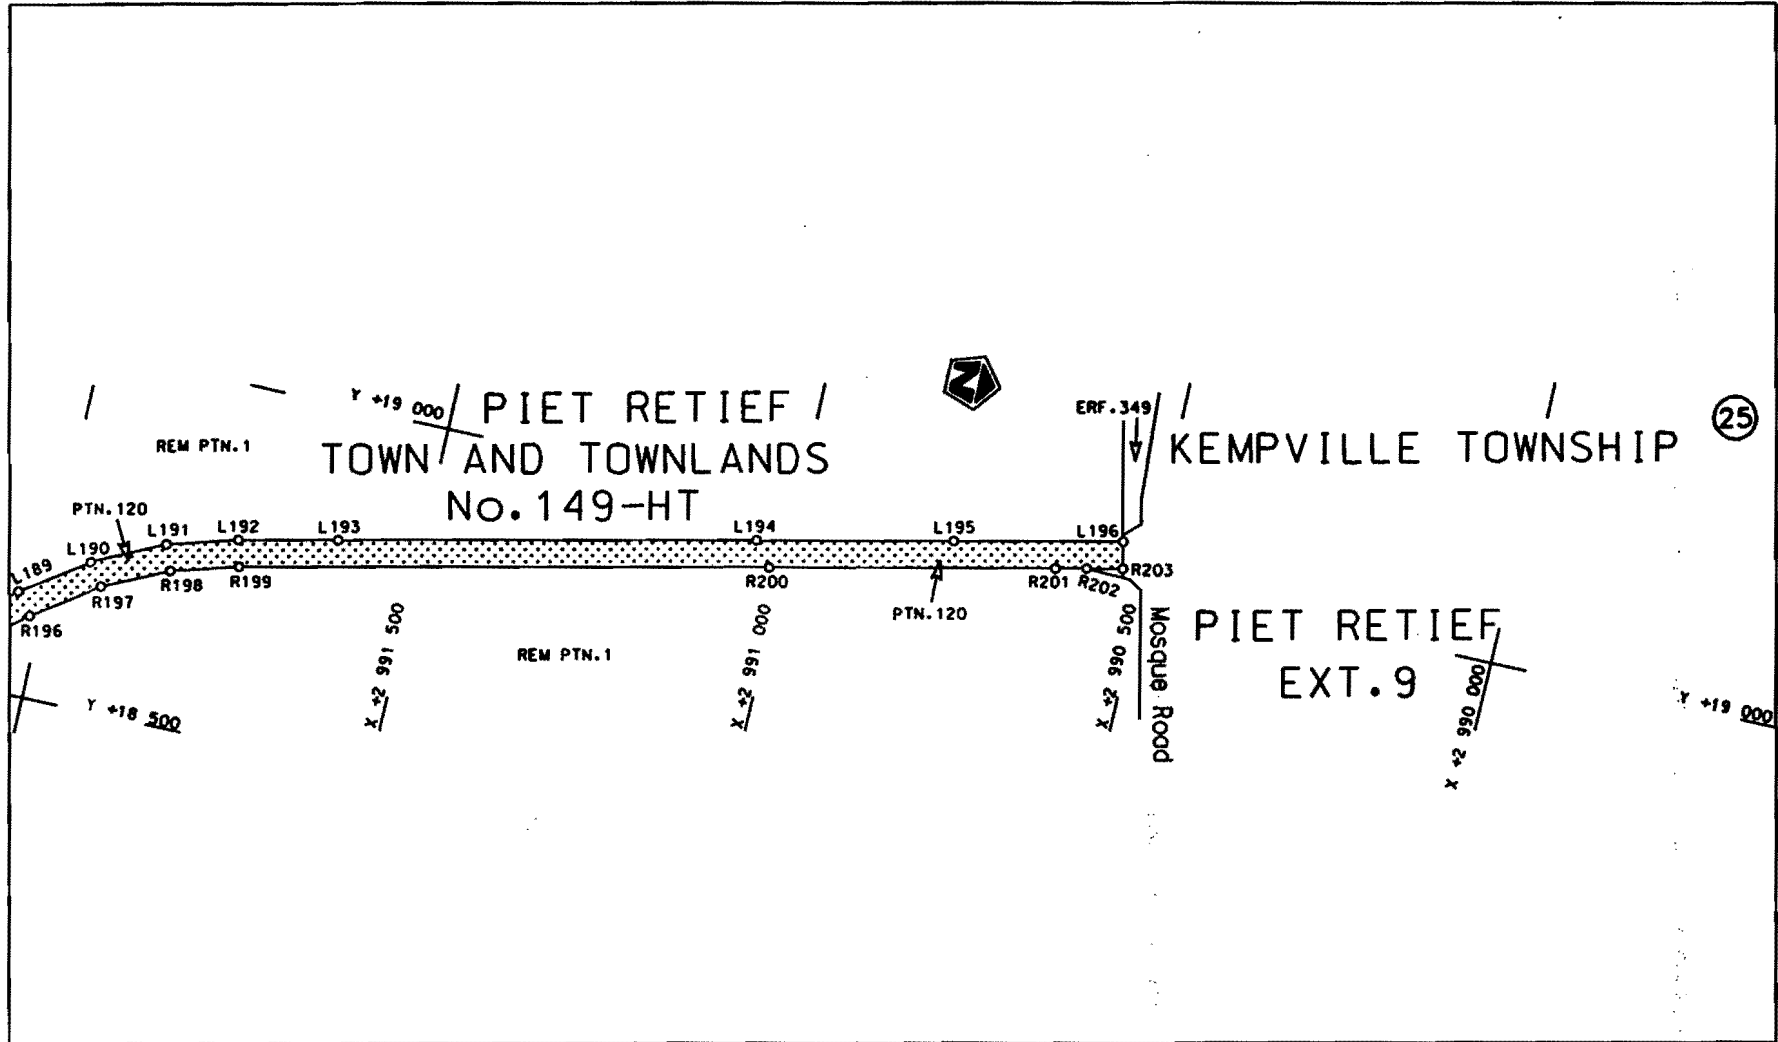 Y +19 000
PIET RETIEF
TOWN AND TOWNLANDS
No. 149-HT
REM PTN.1
ERF.349
KEMPVILLE TOWNSHIP
25
Z
PTN.120
L189
L190
L191
L192
L193
L194
L195
L196
R196
R197
R198
R199
R200
R201
R202
R203
PTN.120
REM PTN.1
X +2 991 500
X +2 991 000
X +2 990 500
Mosque Road
PIET RETIEF
EXT.9
X +2 990 000
Y +18 500
Y +19 000